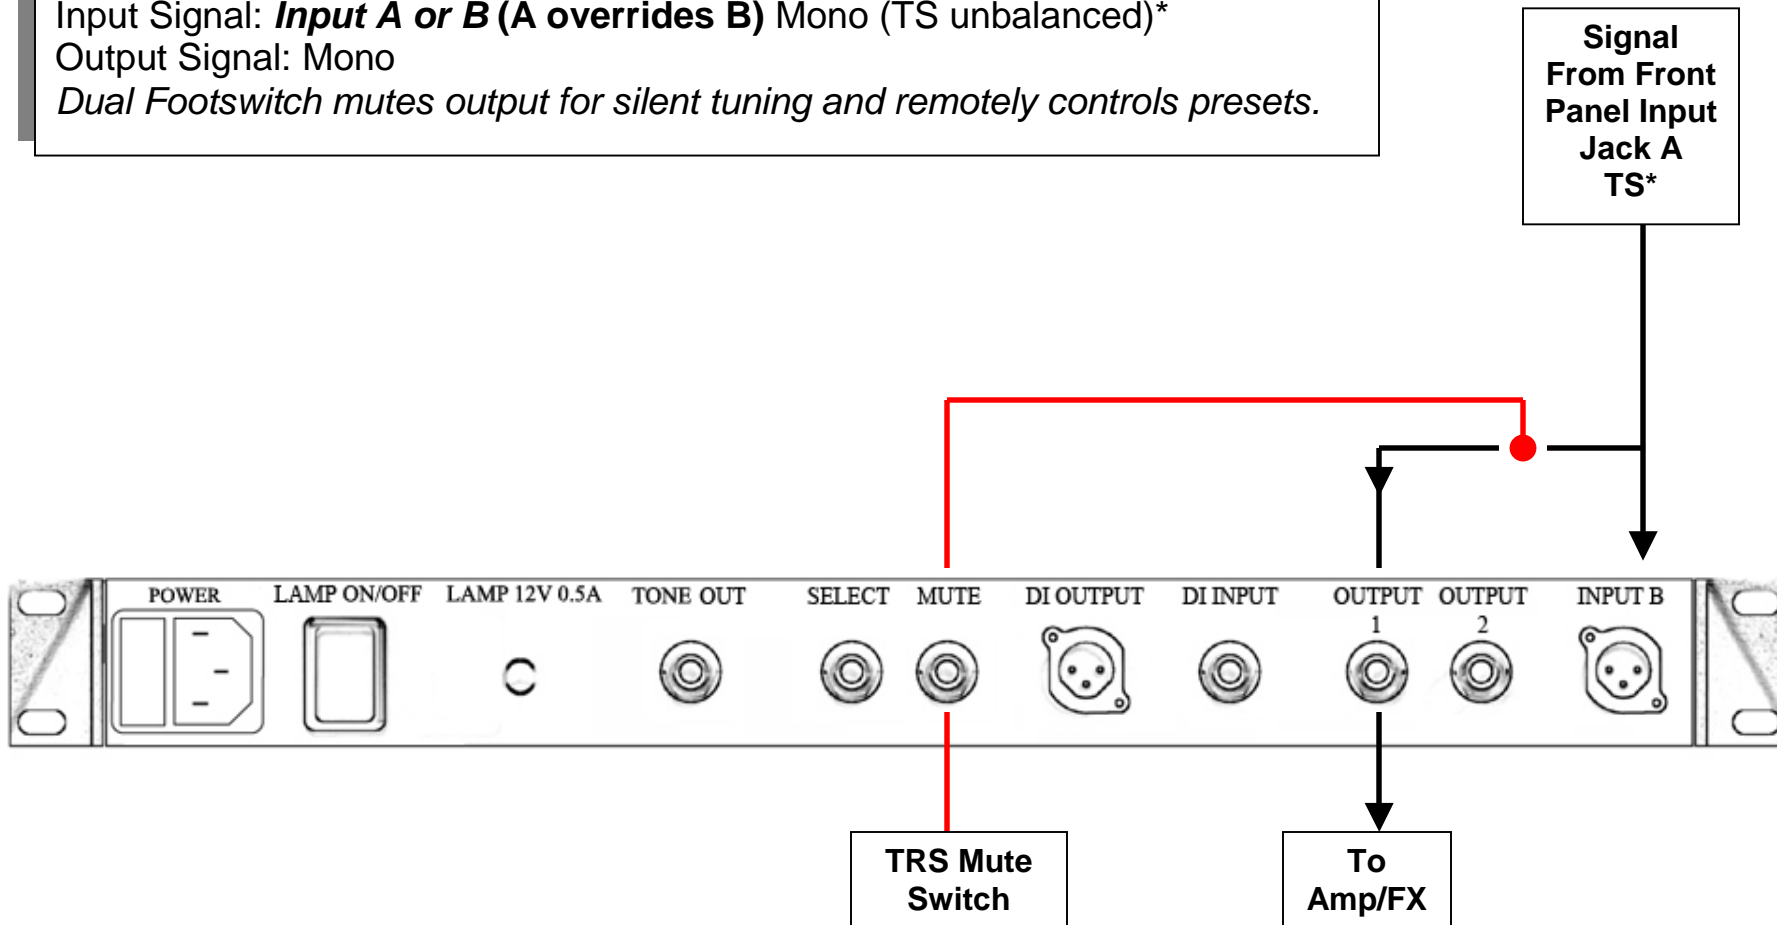 Input Signal: Input A or B (A overrides B) Mono (TS unbalanced)*
Output Signal: Mono
Dual Footswitch mutes output for silent tuning and remotely controls presets.
Signal
From Front
Panel Input
Jack A
TS*
POWER
LAMP ON/OFF
LAMP 12V 0.5A
TONE OUT
SELECT
MUTE
DI OUTPUT
DI INPUT
OUTPUT
1
OUTPUT
2
INPUT B
TRS Mute
Switch
To
Amp/FX